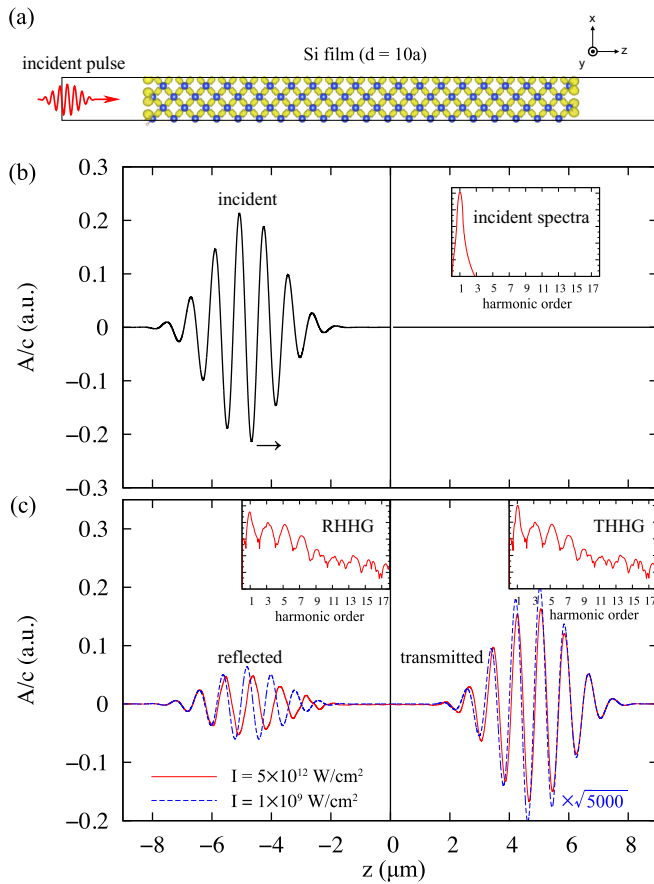 (a)
x
z
y
Si film (d = 10a)
incident pulse
(b)
0.3
0.2
0.1
0
−0.1
−0.2
−0.3
A/c (a.u.)
incident
incident spectra
1 3 5 7 9 11 13 15 17
harmonic order
(c)
0.3
0.2
0.1
0
−0.1
−0.2
A/c (a.u.)
RHHG
1 3 5 7 9 11 13 15 17
harmonic order
THHG
1 3 5 7 9 11 13 15 17
harmonic order
reflected
transmitted
I = 5×10¹² W/cm²
I = 1×10⁹ W/cm²
×√5000
−8 −6 −4 −2 0 2 4 6 8
z (μm)